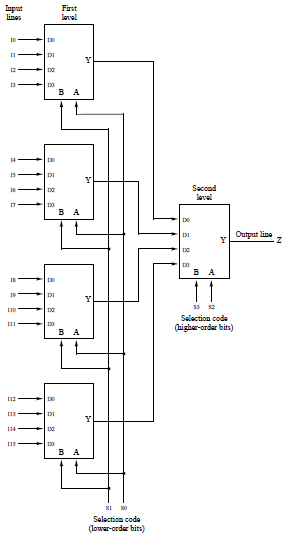 Input lines
First level
I0 D0
I1 D1
I2 D2
I3 D3
Y
B A
I4 D0
I5 D1
I6 D2
I7 D3
Y
B A
I8 D0
I9 D1
I10 D2
I11 D3
Y
B A
I12 D0
I13 D1
I14 D2
I15 D3
Y
B A
S1 S0
Selection code
(lower-order bits)
Second
level
D0
D1
D2
D3
Y
B A
Output line Z
S3 S2
Selection code
(higher-order bits)